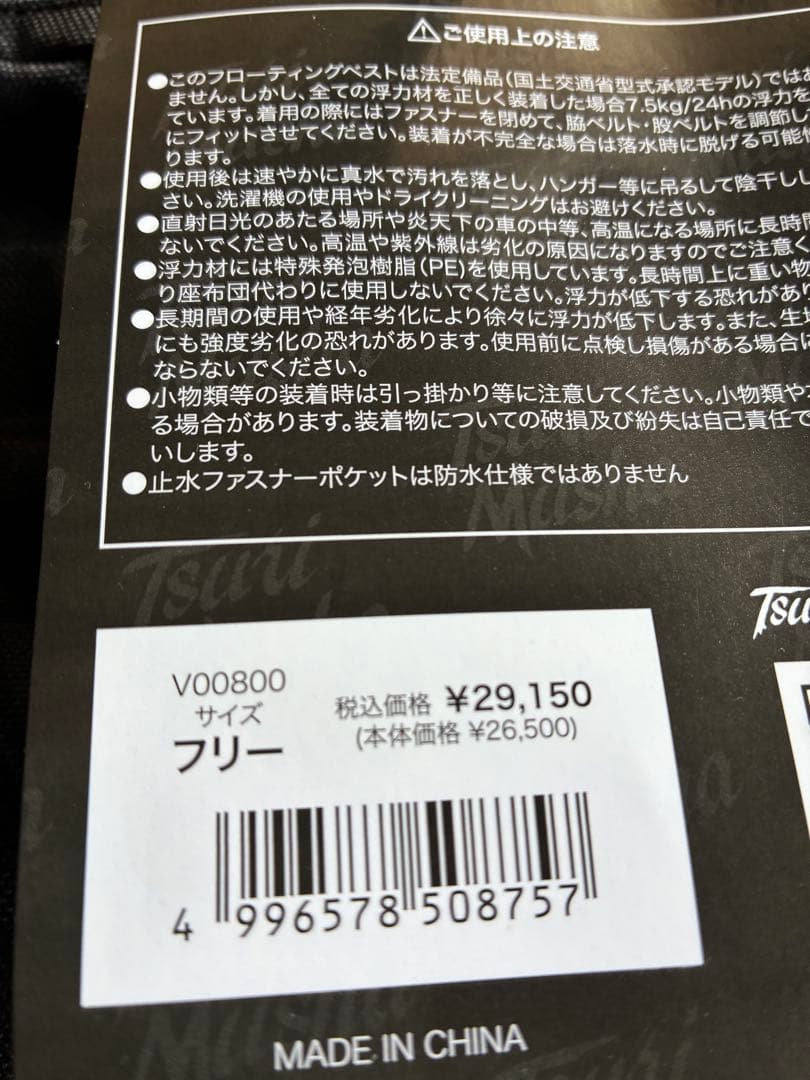 ⚠ご使用上の注意
●このフローティングベストは法定備品(国土交通省型式承認モデル)では
ません。しかし、全ての浮力材を正しく装着した場合7.5kg/24hの浮力を
ています。着用の際にはファスナーを閉めて、脇ベルト・股ベルトを調節し
にフィットさせてください。装着が不完全な場合は落水時に脱げる可能
ります。
●使用後は速やかに真水で汚れを落とし、ハンガー等に吊るして陰干し
さい。洗濯機の使用やドライクリーニングはお避けください。
●直射日光のあたる場所や炎天下の車の中等、高温になる場所に長時
ないでください。高温や紫外線は劣化の原因になりますのでご注意く
●浮力材には特殊発泡樹脂(PE)を使用しています。長時間上に重い物
り座布団代わりに使用しないでください。浮力が低下する恐れがあり
●長期間の使用や経年劣化により徐々に浮力が低下します。また、生
にも強度劣化の恐れがあります。使用前に点検し損傷がある場合に
ならないでください。
●小物類等の装着時は引っ掛かり等に注意してください。小物類や
る場合があります。装着物についての破損及び紛失は自己責任で
いします。
●止水ファスナーポケットは防水仕様ではありません
Tsuri
Tsu
V00800
サイズ
フリー
税込価格 ¥29,150
(本体価格 ¥26,500)
4 996578 508757
MADE IN CHINA